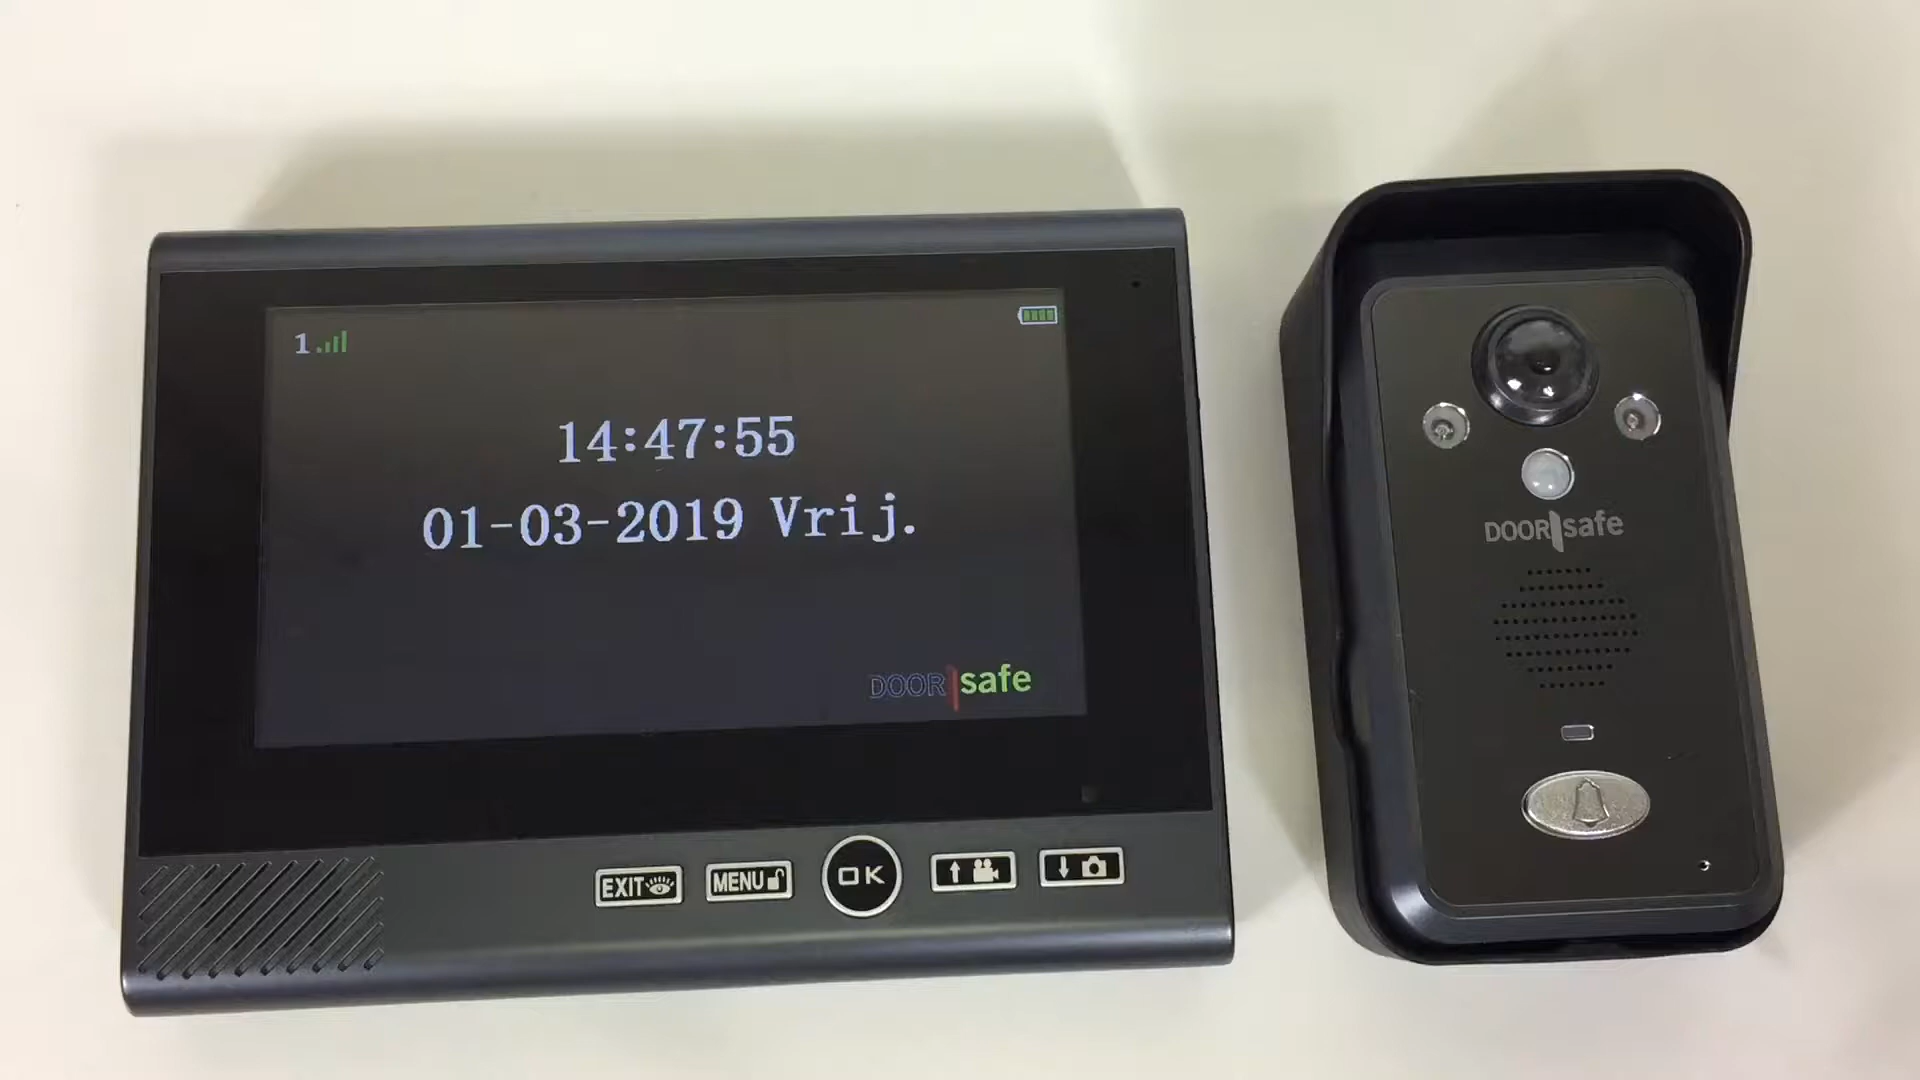 1
14:47:55
01-03-2019 Vrij.
DOOR safe
EXIT
MENU
OK
DOOR safe